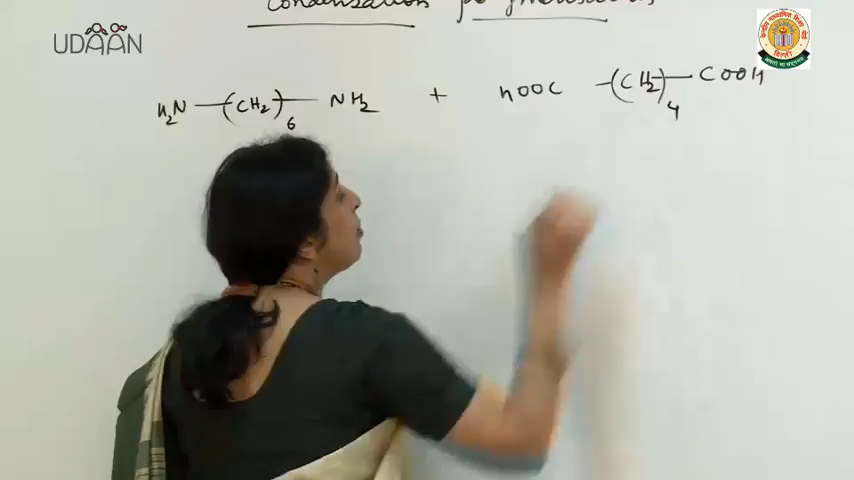 Condensation polymerisation
UDAAN
H₂N —(CH₂)₆— NH₂ + HOOC —(CH₂)₄— COOH